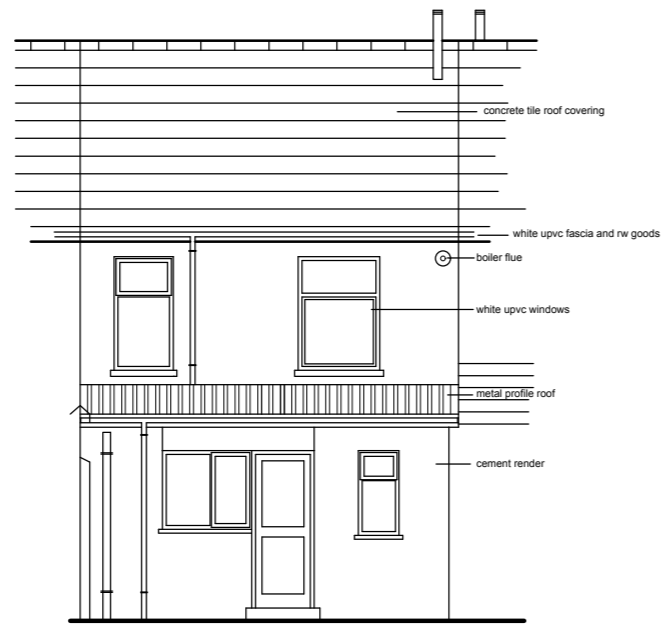 concrete tile roof covering
white upvc fascia and rw goods
boiler flue
white upvc windows
metal profile roof
cement render